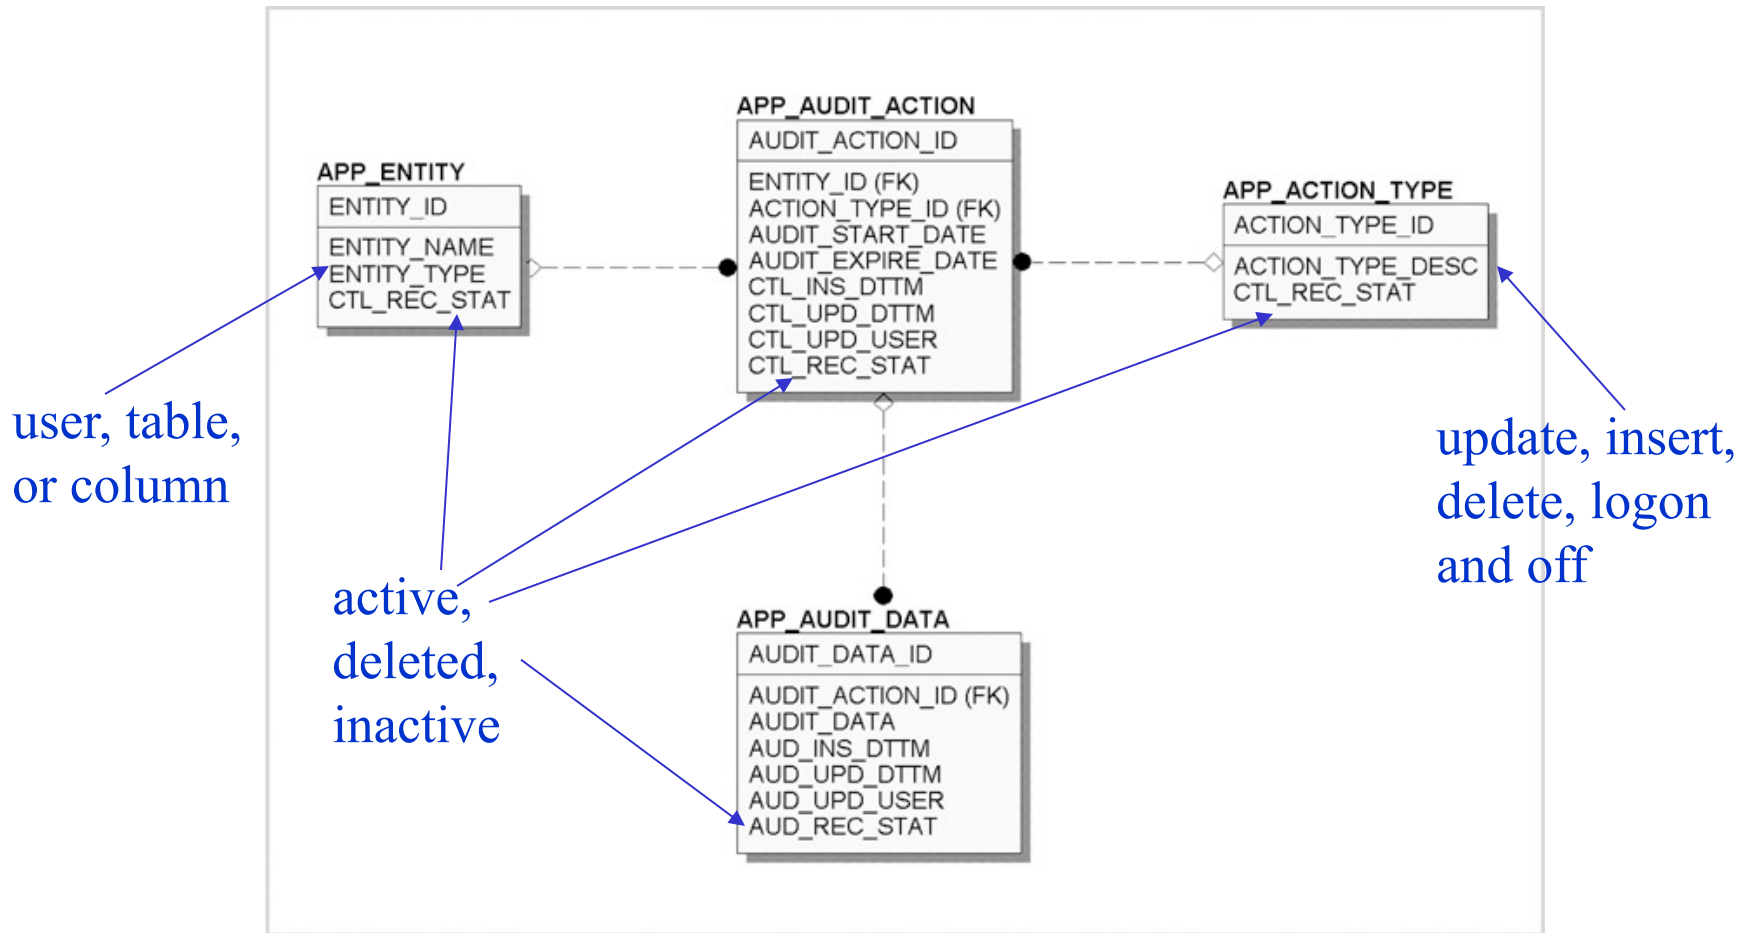 APP_ENTITY
ENTITY_ID
ENTITY_NAME
ENTITY_TYPE
CTL_REC_STAT
APP_AUDIT_ACTION
AUDIT_ACTION_ID
ENTITY_ID (FK)
ACTION_TYPE_ID (FK)
AUDIT_START_DATE
AUDIT_EXPIRE_DATE
CTL_INS_DTTM
CTL_UPD_DTTM
CTL_UPD_USER
CTL_REC_STAT
APP_ACTION_TYPE
ACTION_TYPE_ID
ACTION_TYPE_DESC
CTL_REC_STAT
user, table,
or column
active,
deleted,
inactive
update, insert,
delete, logon
and off
APP_AUDIT_DATA
AUDIT_DATA_ID
AUDIT_ACTION_ID (FK)
AUDIT_DATA
AUD_INS_DTTM
AUD_UPD_DTTM
AUD_UPD_USER
AUD_REC_STAT